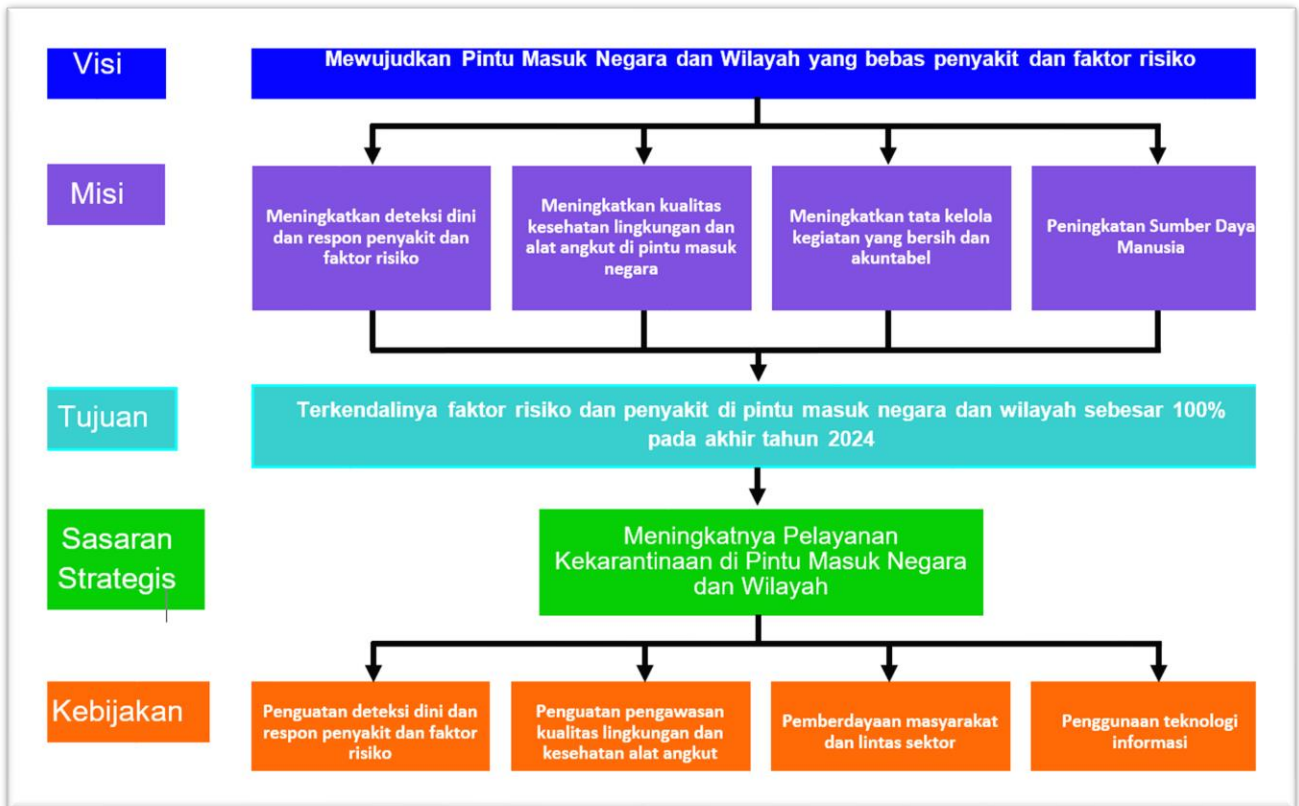 Visi
Mewujudkan Pintu Masuk Negara dan Wilayah yang bebas penyakit dan faktor risiko
Misi
Meningkatkan deteksi dini
dan respon penyakit dan
faktor risiko
Meningkatkan kualitas
kesehatan lingkungan dan
alat angkut di pintu masuk
negara
Meningkatkan tata kelola
kegiatan yang bersih dan
akuntabel
Peningkatan Sumber Daya
Manusia
Tujuan
Terkendalinya faktor risiko dan penyakit di pintu masuk negara dan wilayah sebesar 100%
pada akhir tahun 2024
Sasaran
Strategis
Meningkatnya Pelayanan
Kekarantinaan di Pintu Masuk Negara
dan Wilayah
Kebijakan
Penguatan deteksi dini dan
respon penyakit dan faktor
risiko
Penguatan pengawasan
kualitas lingkungan dan
kesehatan alat angkut
Pemberdayaan masyarakat
dan lintas sektor
Penggunaan teknologi
informasi